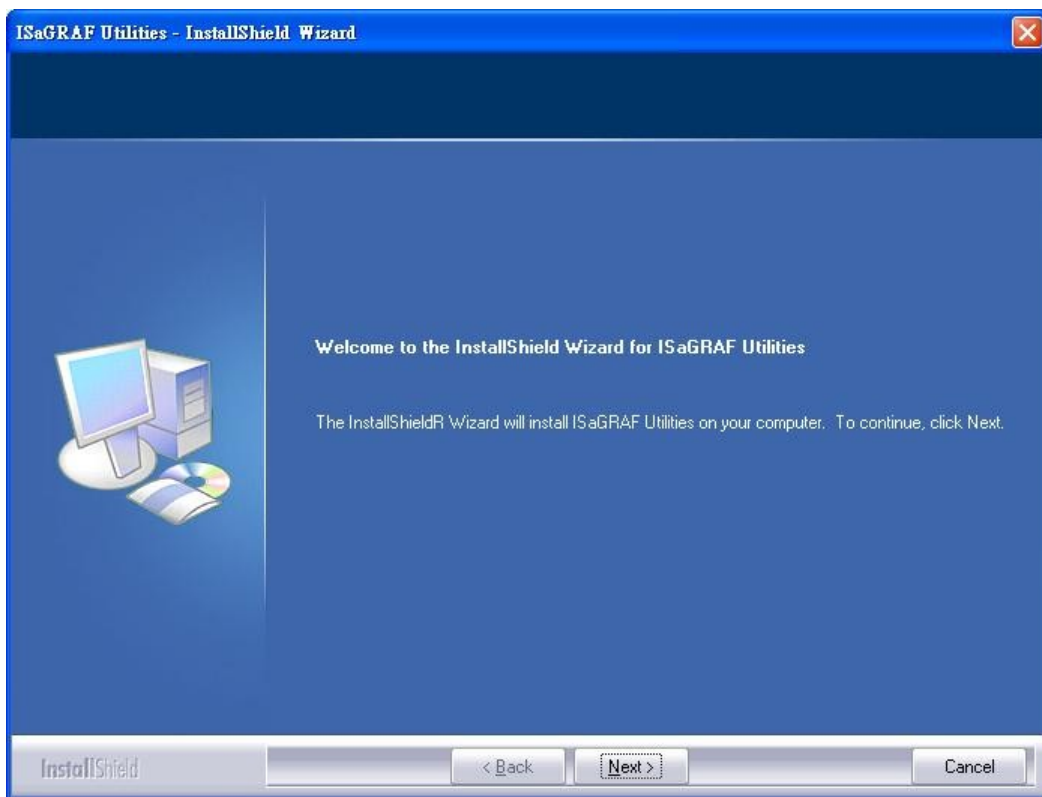 ISaGRAF Utilities - InstallShield Wizard
Welcome to the InstallShield Wizard for ISaGRAF Utilities
The InstallShieldR Wizard will install ISaGRAF Utilities on your computer.  To continue, click Next.
InstallShield
< Back
Next >
Cancel